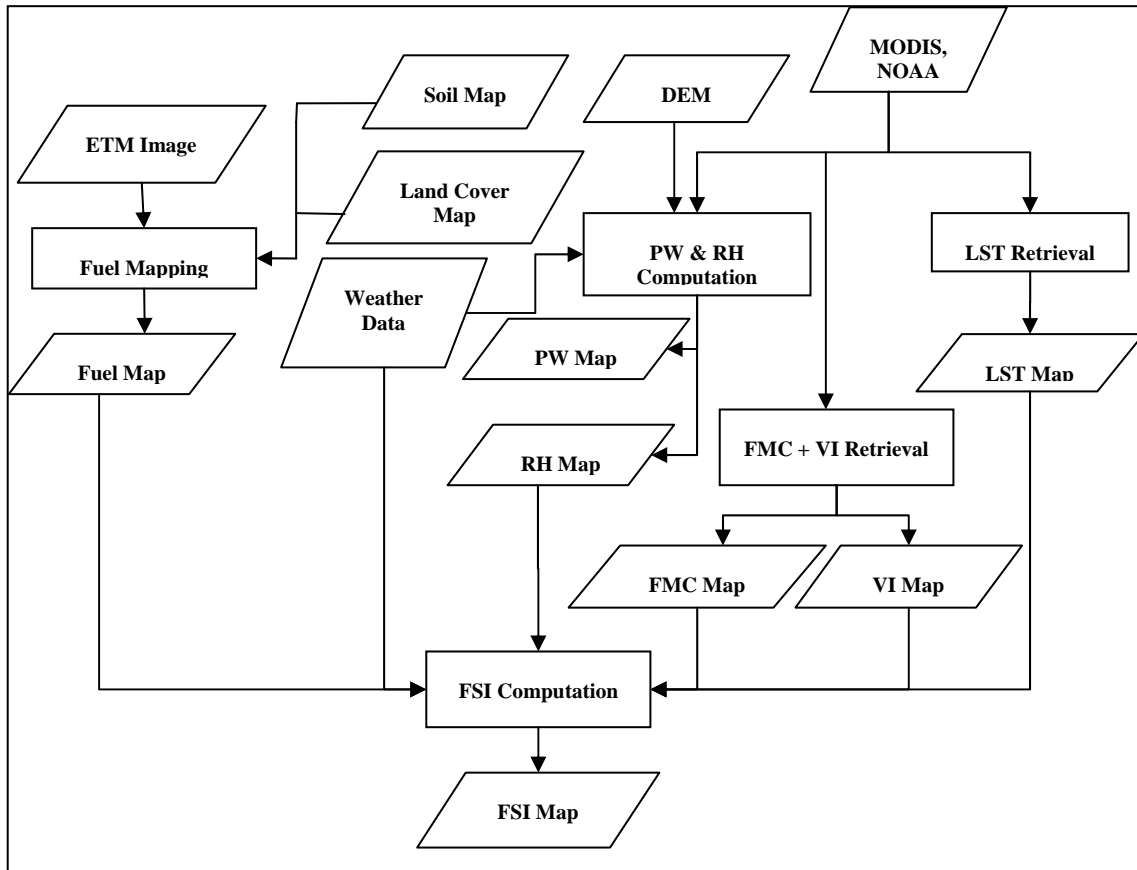 MODIS,
NOAA
Soil Map
DEM
ETM Image
Land Cover
Map
Fuel Mapping
PW & RH
Computation
LST Retrieval
Weather
Data
Fuel Map
PW Map
LST Map
RH Map
FMC + VI Retrieval
FMC Map
VI Map
FSI Computation
FSI Map